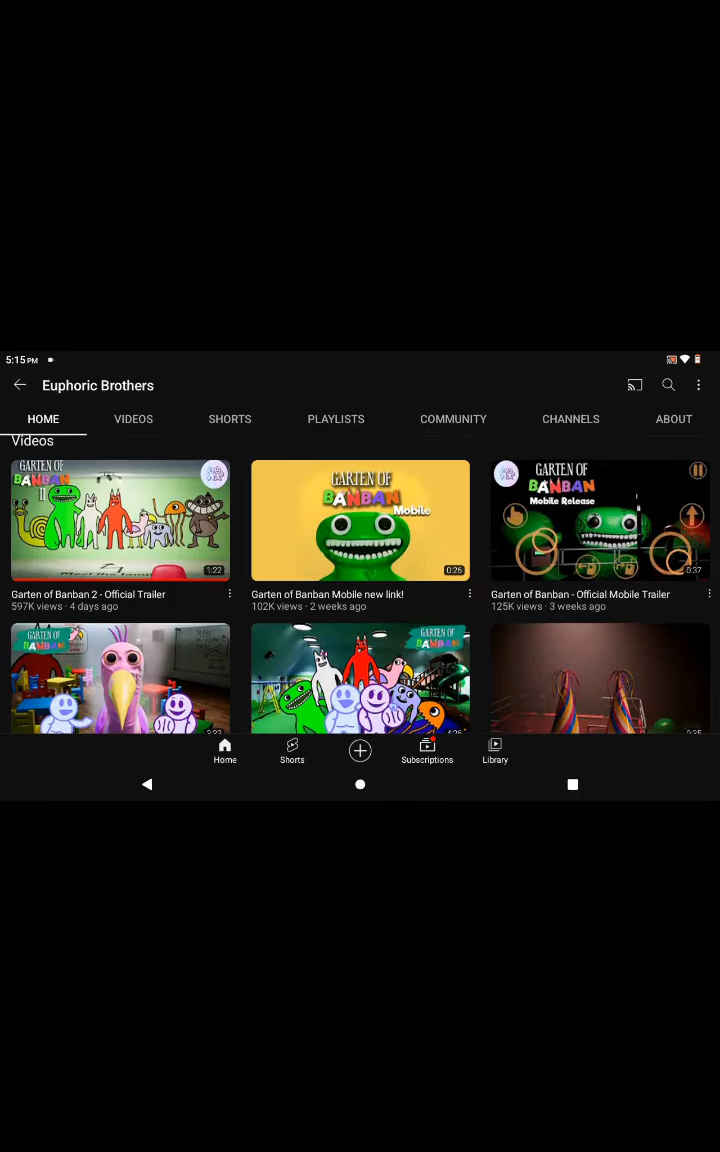 5:15 PM
Euphoric Brothers
HOME VIDEOS SHORTS PLAYLISTS COMMUNITY CHANNELS ABOUT
Videos
GARTEN OF
BANBAN
II
1:22
GARTEN OF
BANBAN
Mobile
0:26
GARTEN OF
BANBAN
Mobile Release
0:37
Garten of Banban 2 - Official Trailer
597K views · 4 days ago
Garten of Banban Mobile new link!
102K views · 2 weeks ago
Garten of Banban - Official Mobile Trailer
125K views · 3 weeks ago
GARTEN OF
BANBAN
GARTEN OF
BANBAN
Home
Shorts
Subscriptions
Library